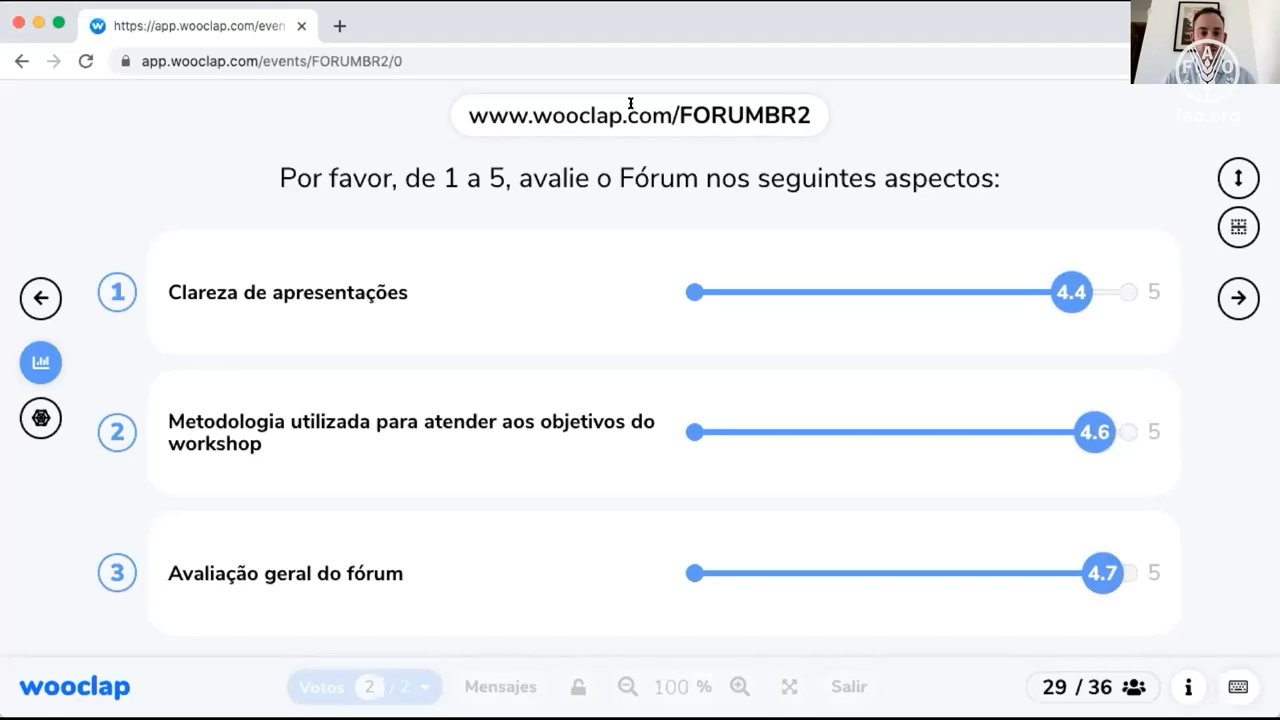 https://app.wooclap.com/even
app.wooclap.com/events/FORUMBR2/0
FAO
fao.org
www.wooclap.com/FORUMBR2
Por favor, de 1 a 5, avalie o Fórum nos seguintes aspectos:
1
Clareza de apresentações
4.4
5
2
Metodologia utilizada para atender aos objetivos do
workshop
4.6
5
3
Avaliação geral do fórum
4.7
5
wooclap
Votos 2 / 2
Mensajes
100 %
Salir
29 / 36